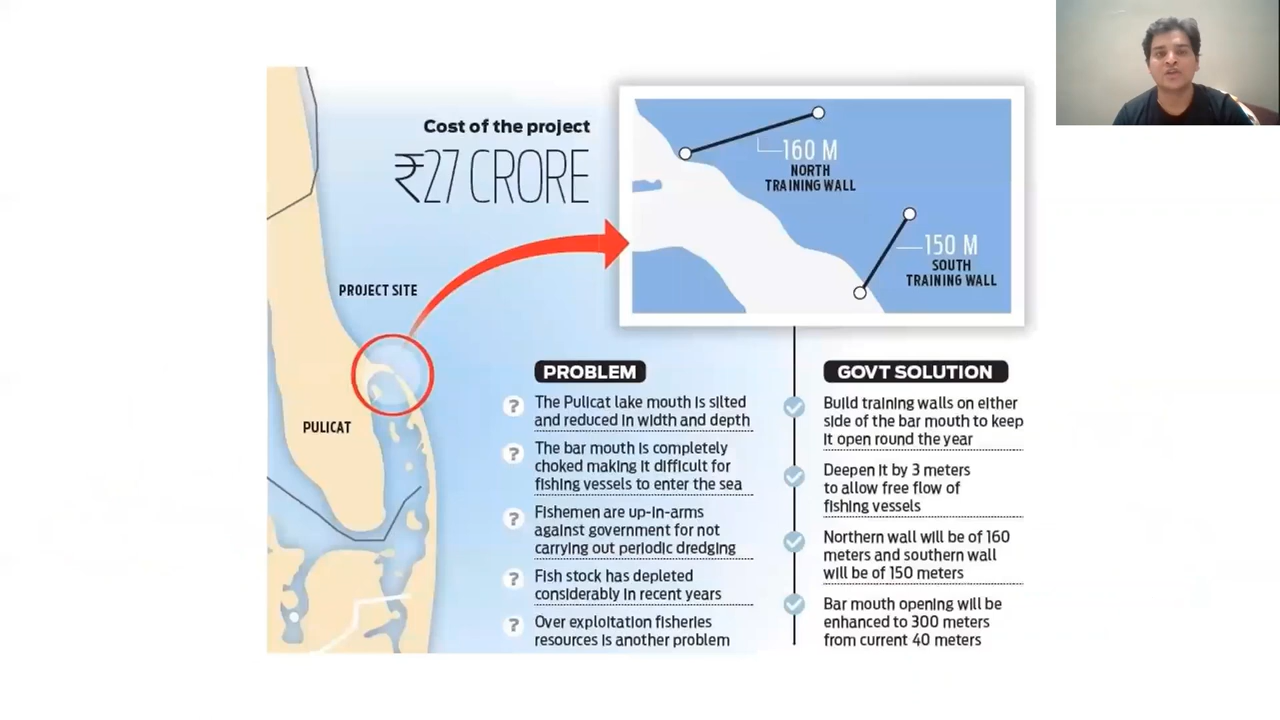 Cost of the project
₹27 CRORE
160 M
NORTH
TRAINING WALL
150 M
SOUTH
TRAINING WALL
PROJECT SITE
PULICAT
PROBLEM
? The Pulicat lake mouth is silted
and reduced in width and depth
? The bar mouth is completely
choked making it difficult for
fishing vessels to enter the sea
? Fishemen are up-in-arms
against government for not
carrying out periodic dredging
? Fish stock has depleted
considerably in recent years
? Over exploitation fisheries
resources is another problem
GOVT SOLUTION
Build training walls on either
side of the bar mouth to keep
it open round the year
Deepen it by 3 meters
to allow free flow of
fishing vessels
Northern wall will be of 160
meters and southern wall
will be of 150 meters
Bar mouth opening will be
enhanced to 300 meters
from current 40 meters